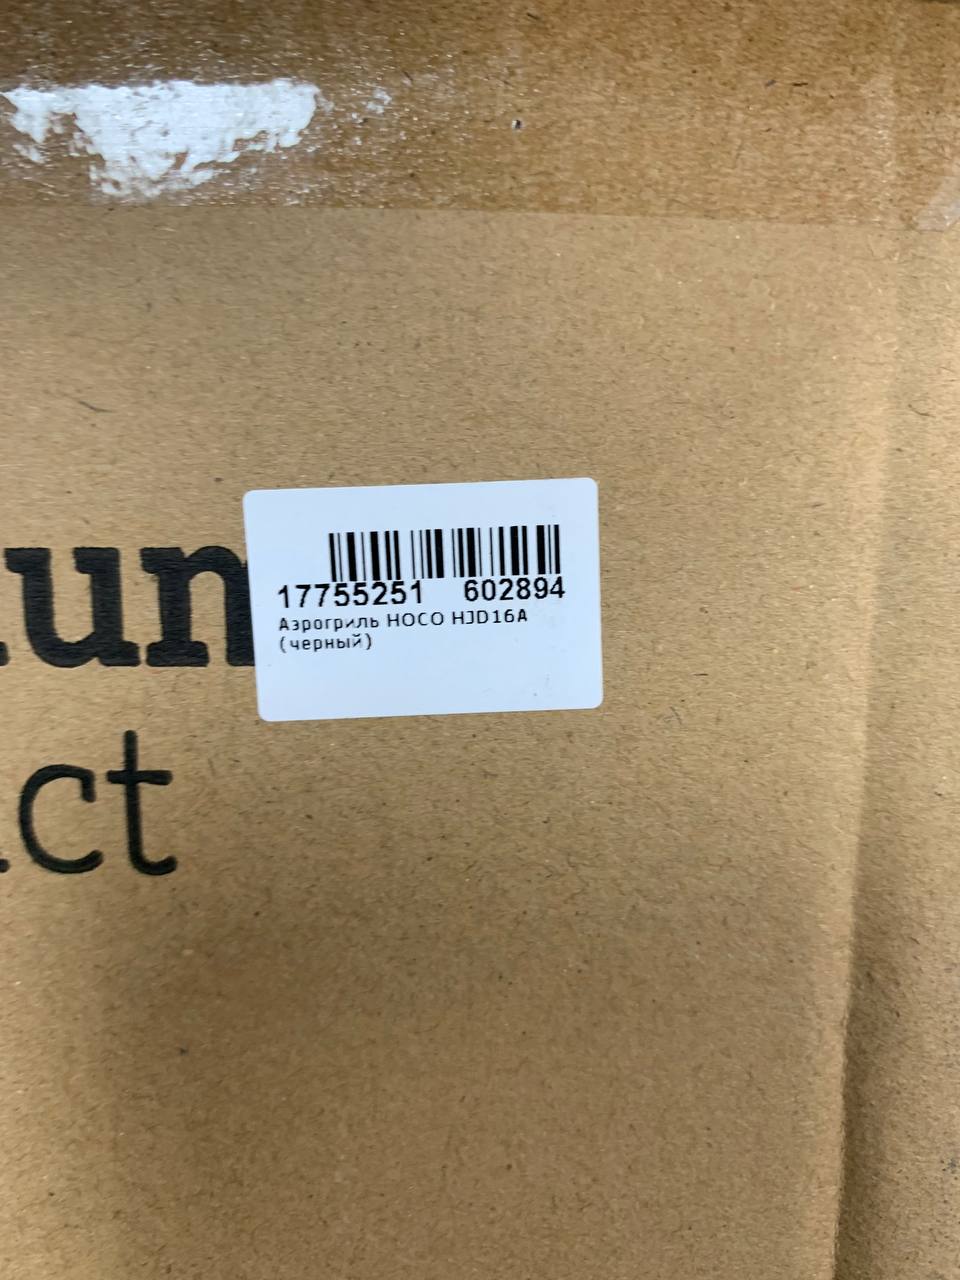 17755251 602894
Аэрогриль HOCO HJD16A
(черный)